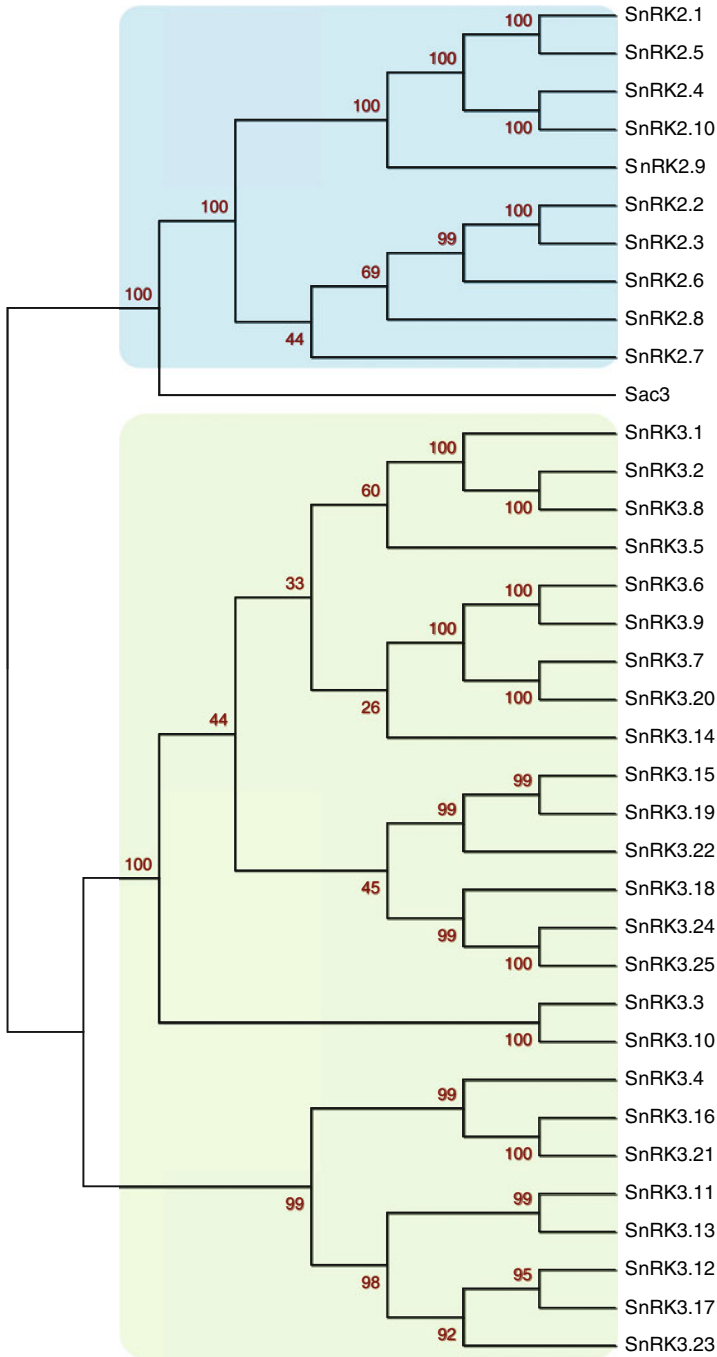 100 SnRK2.1
SnRK2.5
100
SnRK2.4
100
100 SnRK2.10
SnRK2.9
100
100 SnRK2.2
99 SnRK2.3
69 SnRK2.6
100
SnRK2.8
44
SnRK2.7
Sac3
SnRK3.1
100
SnRK3.2
60
100 SnRK3.8
SnRK3.5
33
100 SnRK3.6
SnRK3.9
100
SnRK3.7
100 SnRK3.20
26
44
SnRK3.14
99 SnRK3.15
99 SnRK3.19
SnRK3.22
100
45
SnRK3.18
99 SnRK3.24
100 SnRK3.25
SnRK3.3
100 SnRK3.10
99 SnRK3.4
SnRK3.16
100 SnRK3.21
99
99 SnRK3.11
SnRK3.13
98
95 SnRK3.12
SnRK3.17
92
SnRK3.23